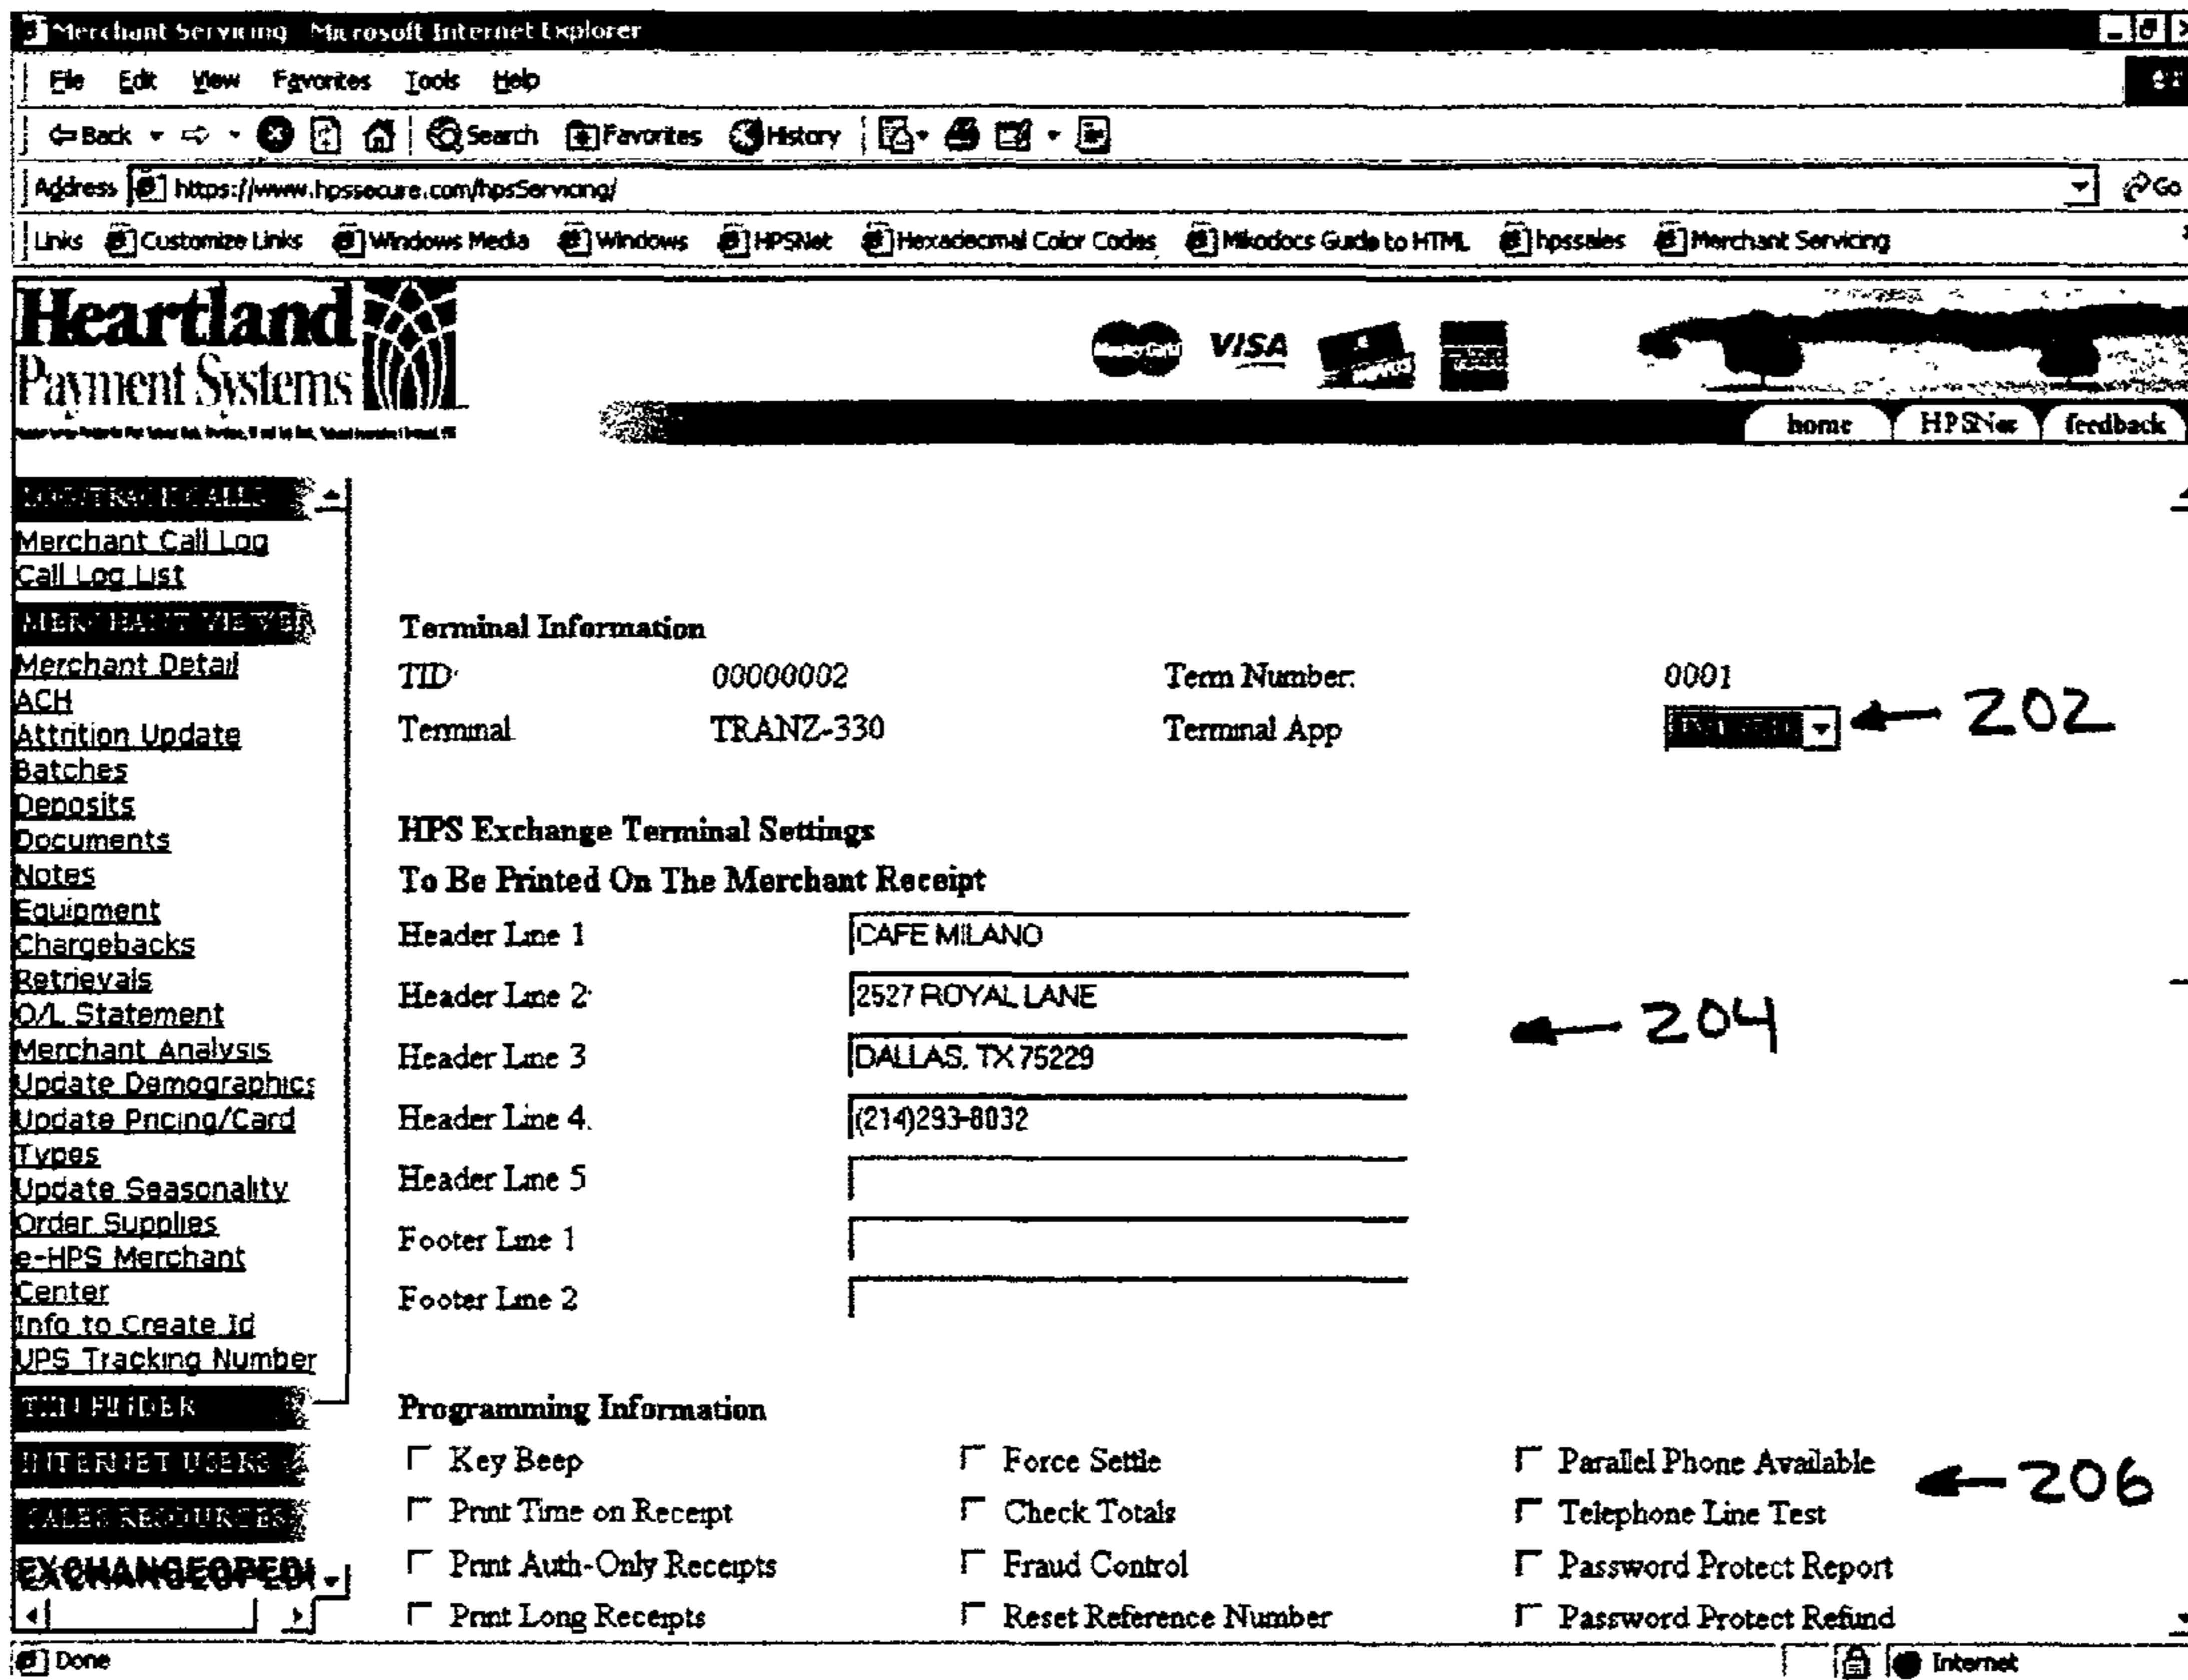 Merchant Servicing Microsoft Internet Explorer
File Edit View Favorites Tools Help
Back Search Favorites History
Address https://www.hpssecure.com/hpsServicing/ Go
Links Customize Links Windows Media Windows HPSNet Hexadecimal Color Codes Mikodocs Guide to HTML hpssales Merchant Servicing
Heartland
Payment Systems
MasterCard VISA
home HPSNet feedback
Merchant Call Log
Call Log List
MERCHANT VIEWER
Merchant Detail
ACH
Attrition Update
Batches
Deposits
Documents
Notes
Equipment
Chargebacks
Retrievals
O/L Statement
Merchant Analysis
Update Demographics
Update Pricing/Card
Types
Update Seasonality
Order Supplies
e-HPS Merchant
Center
Info to Create Id
UPS Tracking Number
INTERNET USERS
SALES RESOURCES
EXCHANGEOPEDI
Terminal Information
TID: 00000002 Term Number: 0001
Terminal TRANZ-330 Terminal App 202
HPS Exchange Terminal Settings
To Be Printed On The Merchant Receipt
Header Line 1 CAFE MILANO
Header Line 2 2527 ROYAL LANE
204
Header Line 3 DALLAS, TX 75229
Header Line 4. (214)293-8032
Header Line 5
Footer Line 1
Footer Line 2
Programming Information
Key Beep Force Settle Parallel Phone Available
206
Print Time on Receipt Check Totals Telephone Line Test
Print Auth-Only Receipts Fraud Control Password Protect Report
Print Long Receipts Reset Reference Number Password Protect Refund
Done Internet